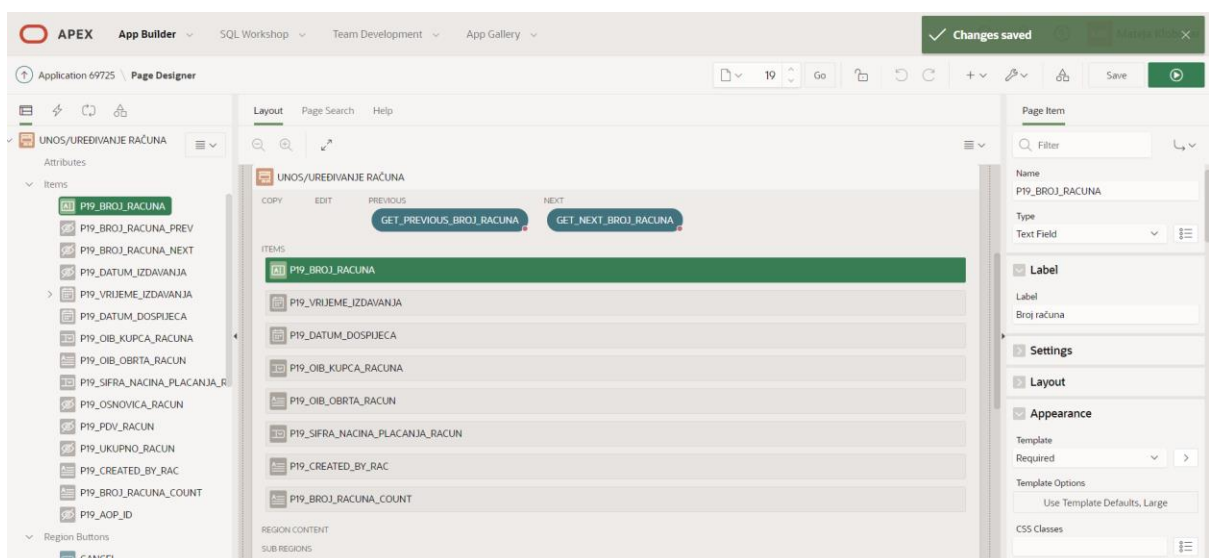 APEX App Builder SQL Workshop Team Development App Gallery Changes saved
Application 69725 \ Page Designer 19 Go Save
Layout Page Search Help Page Item
UNOS/UREĐIVANJE RAČUNA
Attributes
Items
P19_BROJ_RACUNA
P19_BROJ_RACUNA_PREV
P19_BROJ_RACUNA_NEXT
P19_DATUM_IZDAVANJA
P19_VRIJEME_IZDAVANJA
P19_DATUM_DOSPIJECA
P19_OIB_KUPCA_RACUNA
P19_OIB_OBRTA_RACUN
P19_SIFRA_NACINA_PLACANJA_R
P19_OSNOVICA_RACUN
P19_PDV_RACUN
P19_UKUPNO_RACUN
P19_CREATED_BY_RAC
P19_BROJ_RACUNA_COUNT
P19_AOP_ID
Region Buttons
CANCEL
UNOS/UREĐIVANJE RAČUNA
COPY EDIT PREVIOUS NEXT
GET_PREVIOUS_BROJ_RACUNA GET_NEXT_BROJ_RACUNA
ITEMS
P19_BROJ_RACUNA
P19_VRIJEME_IZDAVANJA
P19_DATUM_DOSPIJECA
P19_OIB_KUPCA_RACUNA
P19_OIB_OBRTA_RACUN
P19_SIFRA_NACINA_PLACANJA_RACUN
P19_CREATED_BY_RAC
P19_BROJ_RACUNA_COUNT
REGION CONTENT
SUB REGIONS
Filter
Name
P19_BROJ_RACUNA
Type
Text Field
Label
Label
Broj računa
Settings
Layout
Appearance
Template
Required
Template Options
Use Template Defaults, Large
CSS Classes